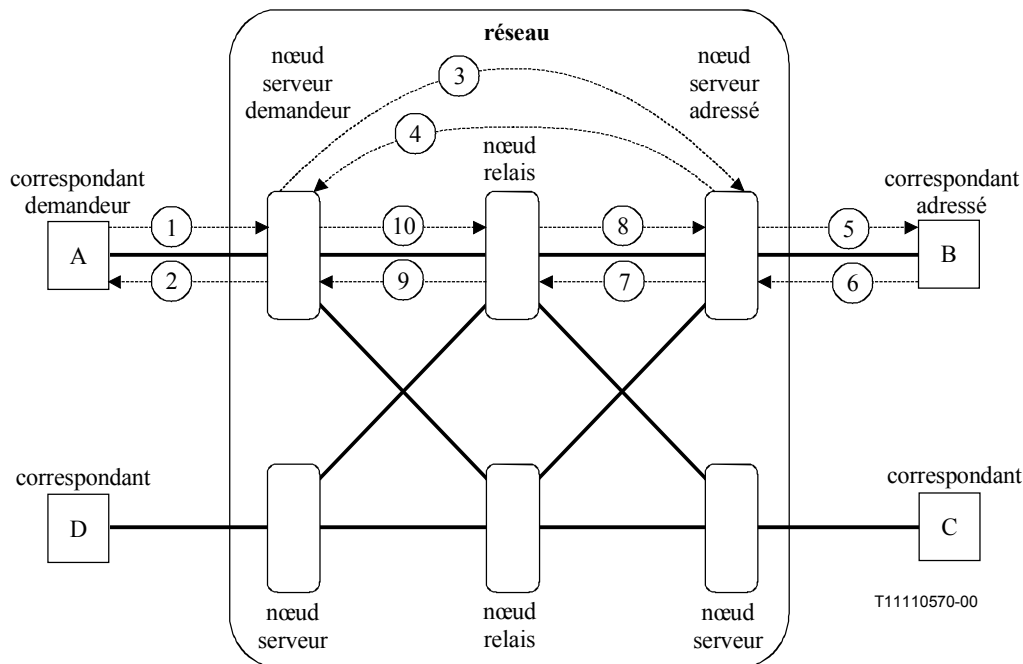 réseau
nœud
serveur
demandeur
3
nœud
serveur
adressé
4
nœud
relais
correspondant
demandeur
correspondant
adressé
1
10
8
5
A
B
2
9
7
6
correspondant
correspondant
D
C
T11110570-00
nœud
serveur
nœud
relais
nœud
serveur